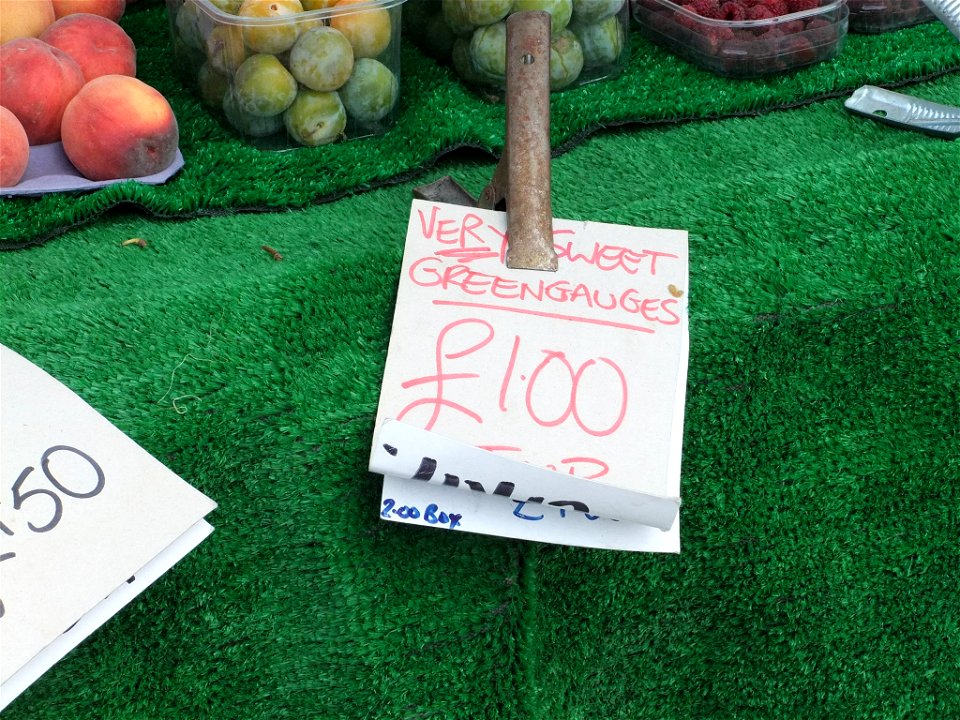 VERY SWEET
GREENGAUGES
£1.00
2.00 BOX
.50